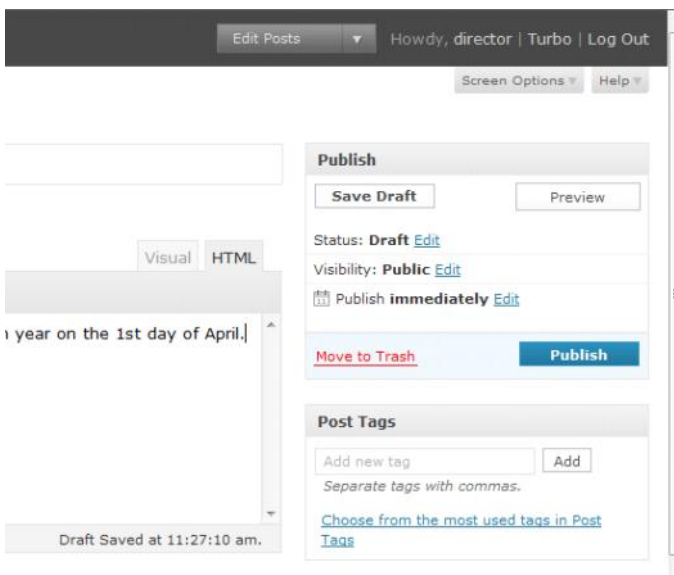 Edit Posts Howdy, director | Turbo | Log Out
Screen Options Help
Publish
Save Draft Preview
Status: Draft Edit
Visibility: Public Edit
Publish immediately Edit
Move to Trash Publish
Visual HTML
year on the 1st day of April.
Draft Saved at 11:27:10 am.
Post Tags
Add new tag Add
Separate tags with commas.
Choose from the most used tags in Post
Tags